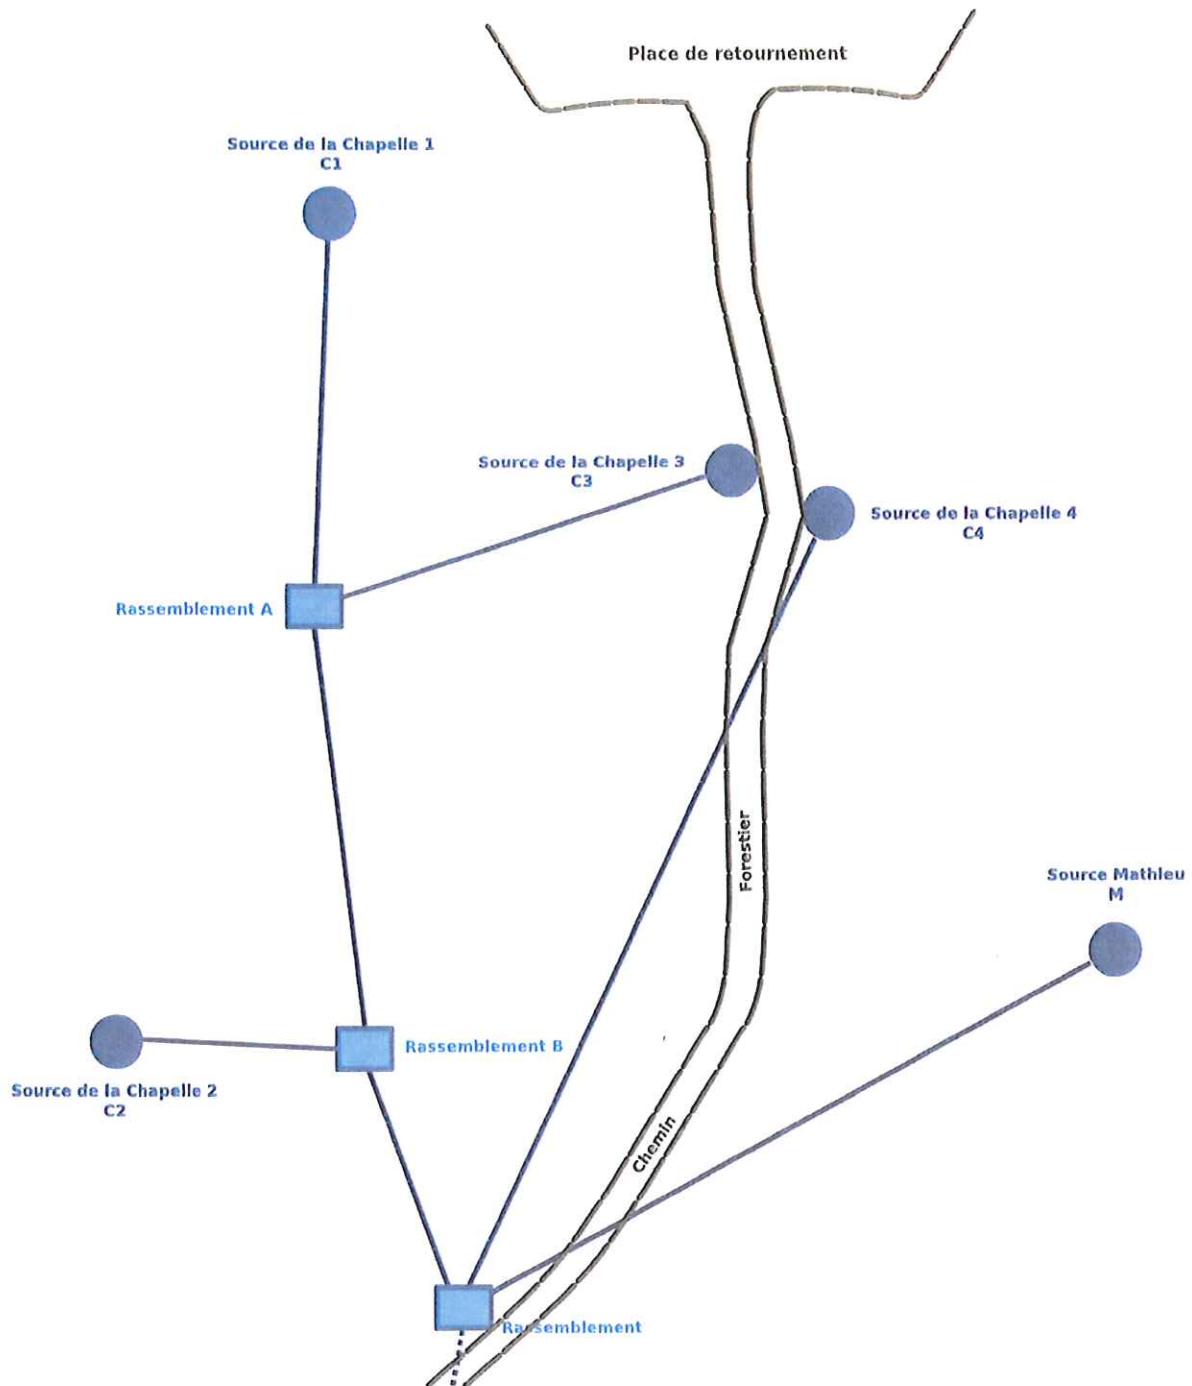 Place de retournement
Source de la Chapelle 1
C1
Source de la Chapelle 3
C3
Source de la Chapelle 4
C4
Rassemblement A
Forestier
Source Mathieu
M
Rassemblement B
Source de la Chapelle 2
C2
Chemin
Rassemblement